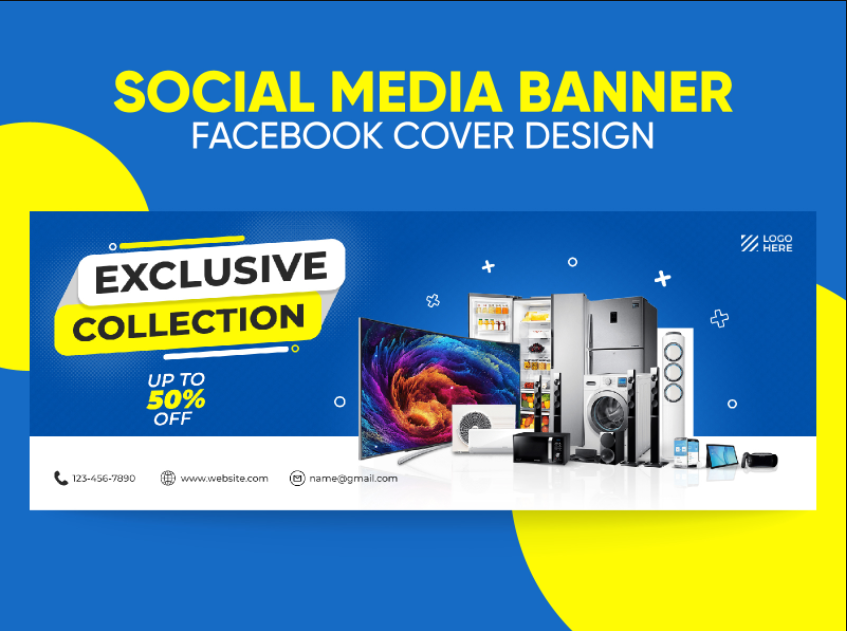 SOCIAL MEDIA BANNER
FACEBOOK COVER DESIGN
LOGO
HERE
EXCLUSIVE
COLLECTION
UP TO
50%
OFF
123-456-7890
www.website.com
name@gmail.com